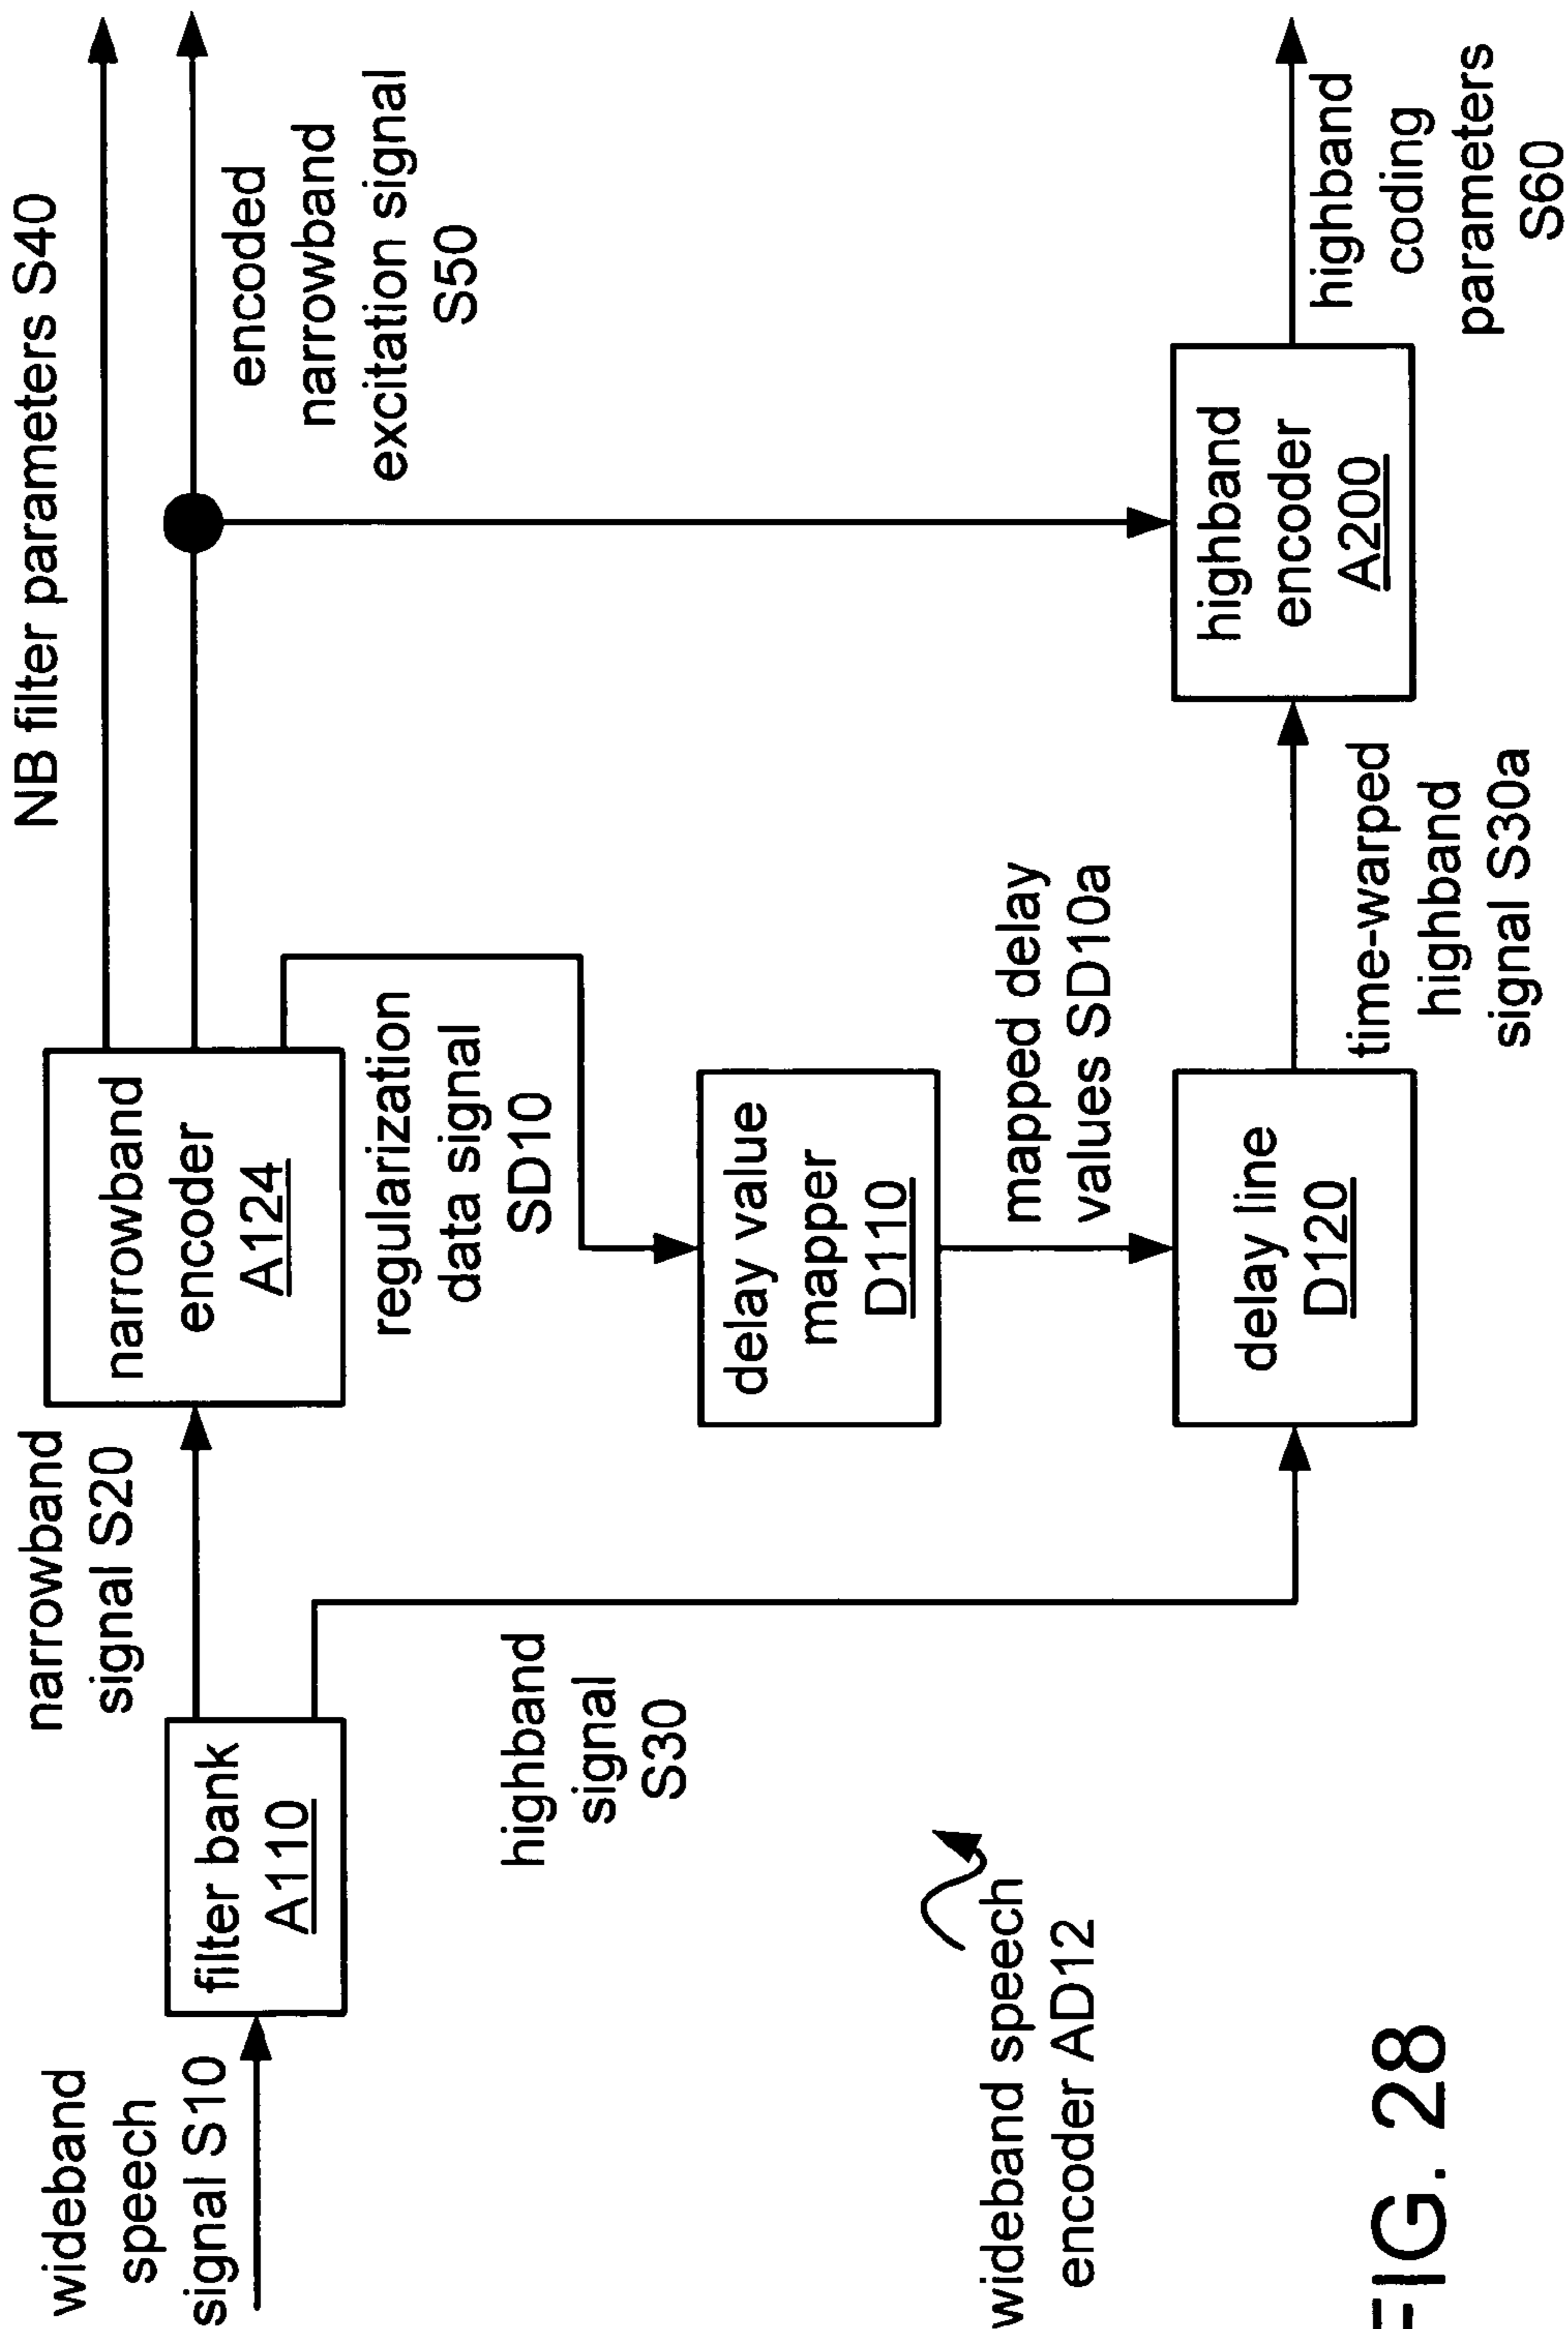 wideband
speech
signal S10
filter bank
A110
narrowband
signal S20
highband
signal
S30
narrowband
encoder
A124
NB filter parameters S40
encoded
narrowband
excitation signal
S50
regularization
data signal
SD10
delay value
mapper
D110
mapped delay
values SD10a
delay line
D120
time-warped
highband
signal S30a
highband
encoder
A200
highband
coding
parameters
S60
wideband speech
encoder AD12
FIG. 28